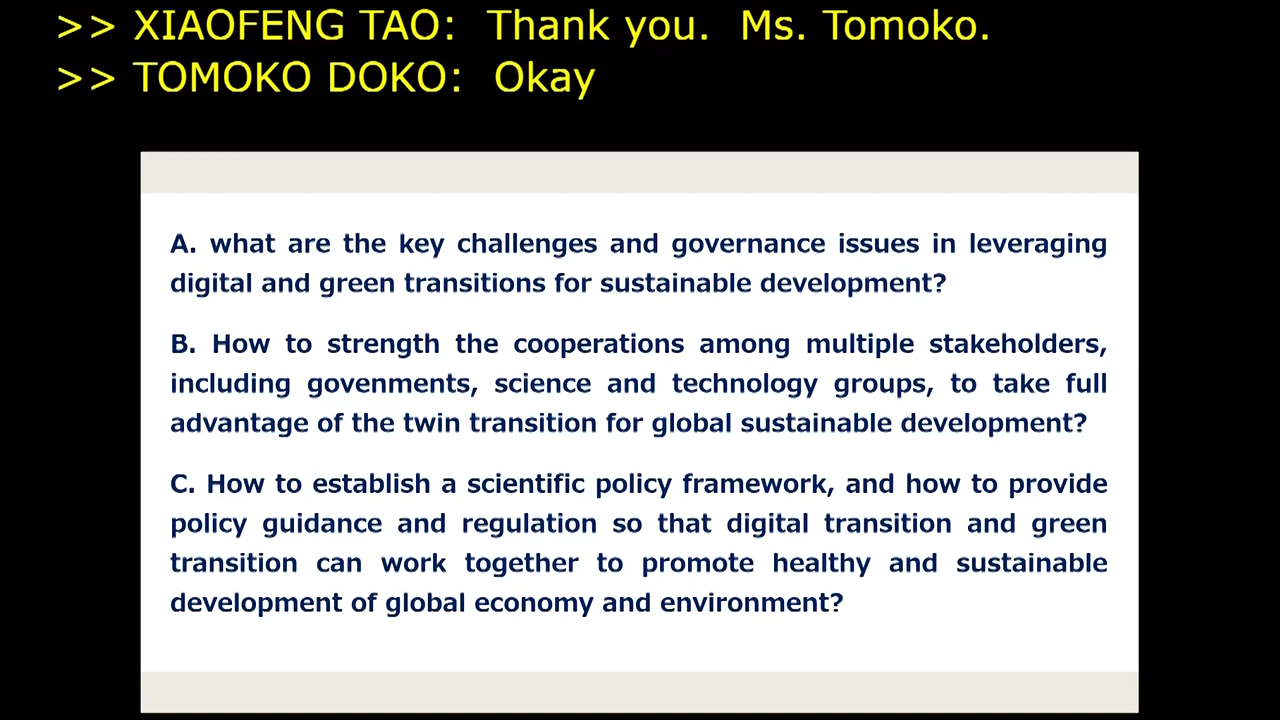 >> XIAOFENG TAO:  Thank you.  Ms. Tomoko.
>> TOMOKO DOKO:  Okay
A. what are the key challenges and governance issues in leveraging
digital and green transitions for sustainable development?
B. How to strength the cooperations among multiple stakeholders,
including govenments, science and technology groups, to take full
advantage of the twin transition for global sustainable development?
C. How to establish a scientific policy framework, and how to provide
policy guidance and regulation so that digital transition and green
transition can work together to promote healthy and sustainable
development of global economy and environment?